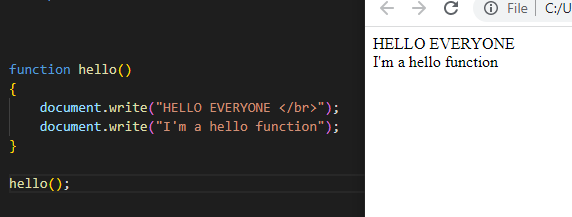 function hello()
{
document.write("HELLO EVERYONE </br>");
document.write("I'm a hello function");
}
hello();
File | C:/U
HELLO EVERYONE
I'm a hello function